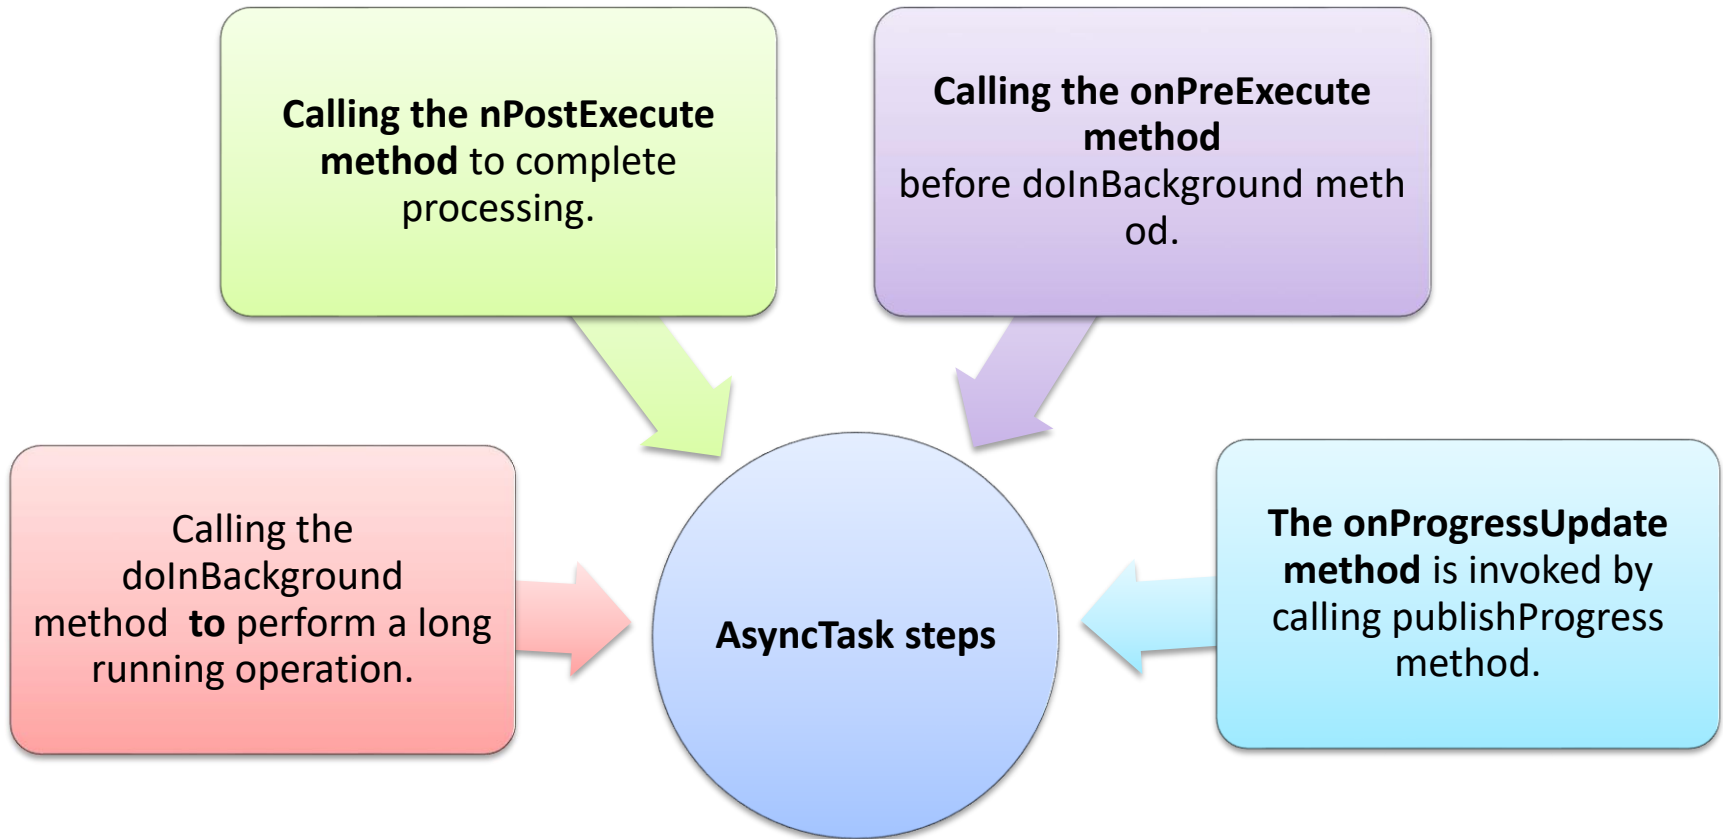 Calling the nPostExecute
method to complete
processing.
Calling the onPreExecute
method
before doInBackground meth
od.
Calling the
doInBackground
method  to perform a long
running operation.
AsyncTask steps
The onProgressUpdate
method is invoked by
calling publishProgress
method.